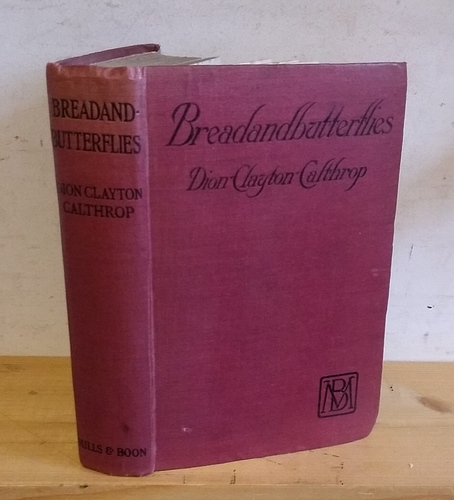 BREADAND-
BUTTERFLIES
DION CLAYTON
CALTHROP
MILLS & BOON
Breadandbutterflies
Dion Clayton Calthrop
MB